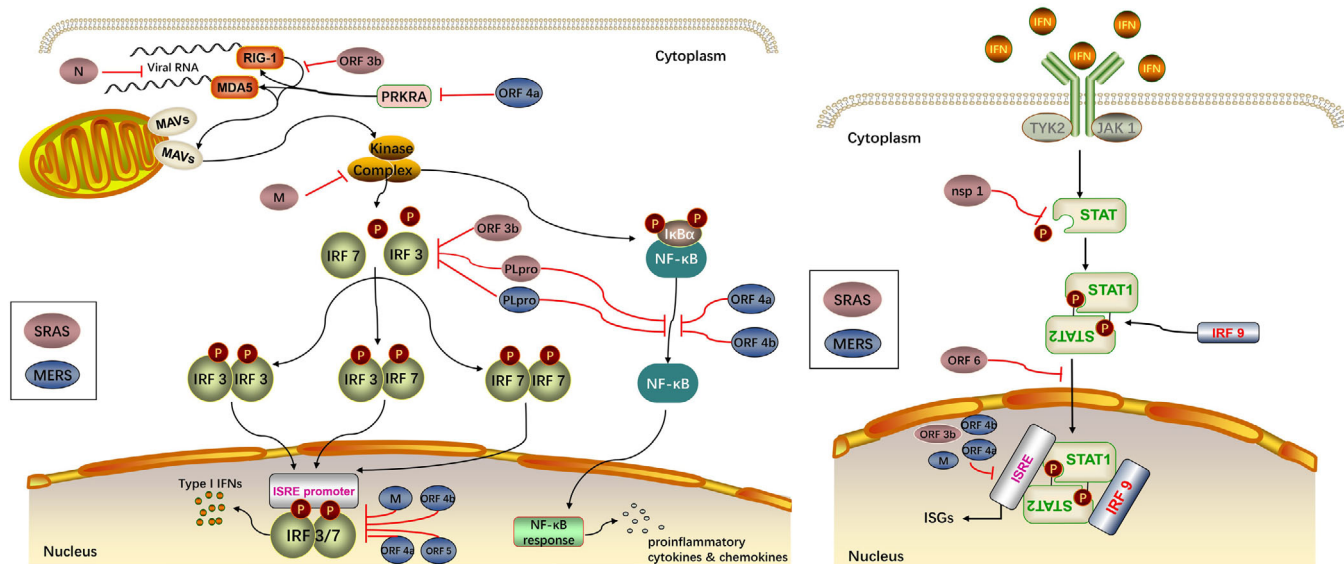 Cytoplasm
RIG-1
ORF 3b
N
Viral RNA
MDA5
PRKRA
ORF 4a
MAVs
MAVs
Kinase
Complex
M
P
P
IRF 7
IRF 3
ORF 3b
PLpro
PLpro
P
P
IκBα
NF-κB
ORF 4a
ORF 4b
SRAS
MERS
P
P
IRF 3
IRF 3
P
P
IRF 3
IRF 7
P
P
IRF 7
IRF 7
NF-κB
Type I IFNs
ISRE promoter
P
P
IRF 3/7
M
ORF 4b
ORF 4a
ORF 5
NF-κB
response
proinflammatory
cytokines & chemokines
Nucleus
IFN
IFN
IFN
IFN
IFN
Cytoplasm
TYK2
JAK 1
nsp 1
STAT
P
SRAS
MERS
STAT1
P
P
STAT2
IRF 9
ORF 6
ORF 3b
ORF 4b
ORF 4a
M
ISRE
STAT1
P
P
STAT2
IRF 9
ISGs
Nucleus